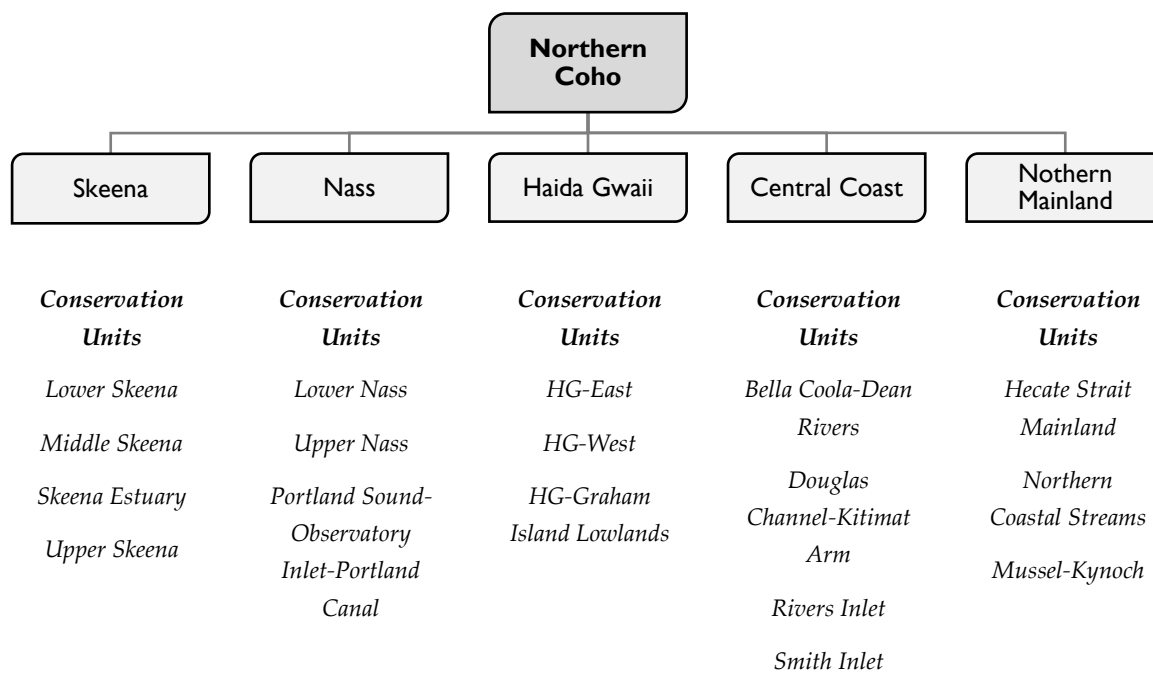 Northern
Coho
Skeena
Nass
Haida Gwaii
Central Coast
Nothern
Mainland
Conservation
Units
Lower Skeena
Middle Skeena
Skeena Estuary
Upper Skeena
Conservation
Units
Lower Nass
Upper Nass
Portland Sound-
Observatory
Inlet-Portland
Canal
Conservation
Units
HG-East
HG-West
HG-Graham
Island Lowlands
Conservation
Units
Bella Coola-Dean
Rivers
Douglas
Channel-Kitimat
Arm
Rivers Inlet
Smith Inlet
Conservation
Units
Hecate Strait
Mainland
Northern
Coastal Streams
Mussel-Kynoch